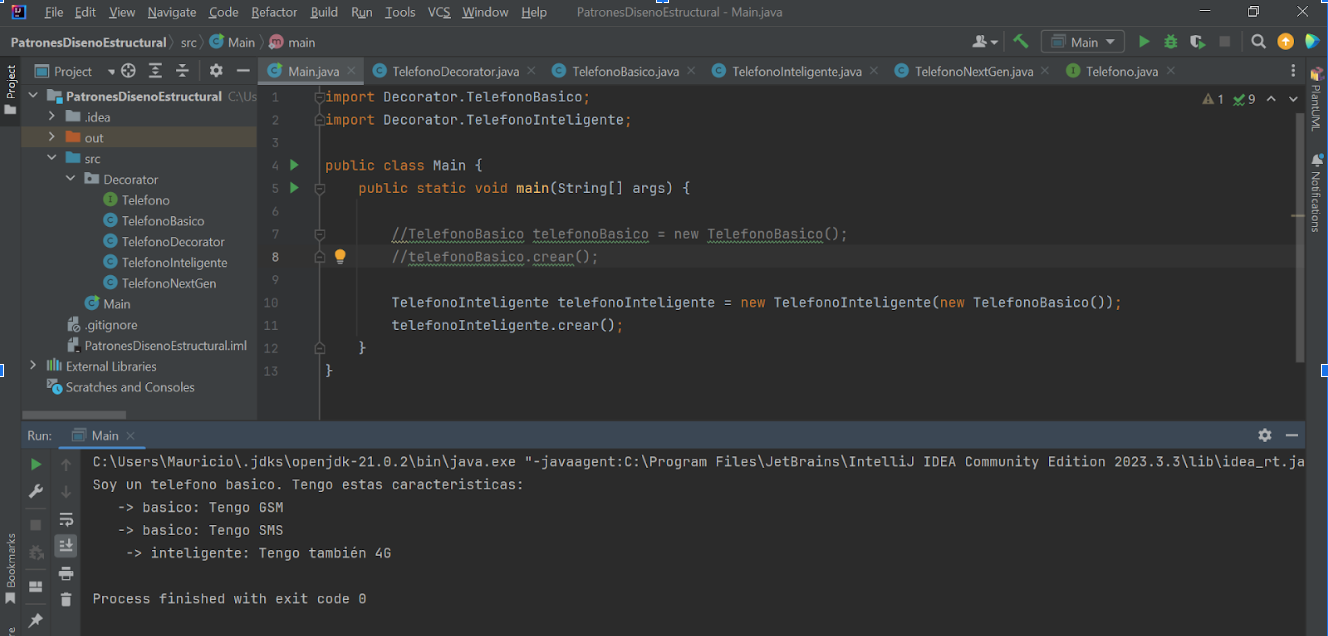 File Edit View Navigate Code Refactor Build Run Tools VCS Window Help PatronesDisenoEstructural - Main.java
PatronesDisenoEstructural src Main main
Main
Project
Project
Main.java TelefonoDecorator.java TelefonoBasico.java TelefonoInteligente.java TelefonoNextGen.java Telefono.java
PatronesDisenoEstructural C:\Us
.idea
out
src
Decorator
Telefono
TelefonoBasico
TelefonoDecorator
TelefonoInteligente
TelefonoNextGen
Main
.gitignore
PatronesDisenoEstructural.iml
External Libraries
Scratches and Consoles
1 import Decorator.TelefonoBasico;
2 import Decorator.TelefonoInteligente;
3
4 public class Main {
5 public static void main(String[] args) {
6
7 //TelefonoBasico telefonoBasico = new TelefonoBasico();
8 //telefonoBasico.crear();
9
10 TelefonoInteligente telefonoInteligente = new TelefonoInteligente(new TelefonoBasico());
11 telefonoInteligente.crear();
12 }
13 }
1 9
PlantUML
Notifications
Run: Main
C:\Users\Mauricio\.jdks\openjdk-21.0.2\bin\java.exe "-javaagent:C:\Program Files\JetBrains\IntelliJ IDEA Community Edition 2023.3.3\lib\idea_rt.ja
Soy un telefono basico. Tengo estas caracteristicas:
-> basico: Tengo GSM
-> basico: Tengo SMS
-> inteligente: Tengo también 4G
Process finished with exit code 0
Bookmarks